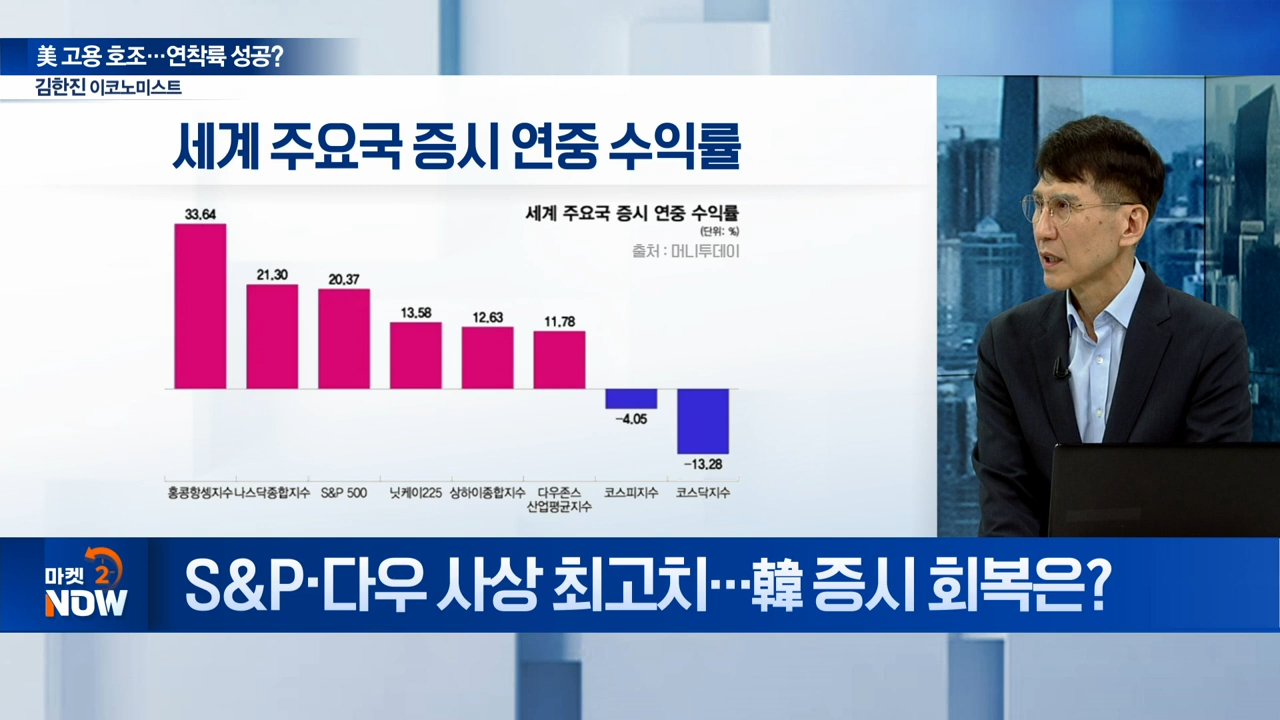 美 고용 호조…연착륙 성공?
김한진 이코노미스트
세계 주요국 증시 연중 수익률
세계 주요국 증시 연중 수익률
(단위: %)
출처 : 머니투데이
33.64
21.30
20.37
13.58
12.63
11.78
-4.05
-13.28
홍콩항셍지수 나스닥종합지수 S&P 500 닛케이225 상하이종합지수 다우존스 코스피지수 코스닥지수
산업평균지수
마켓 2
NOW
S&P·다우 사상 최고치…韓 증시 회복은?